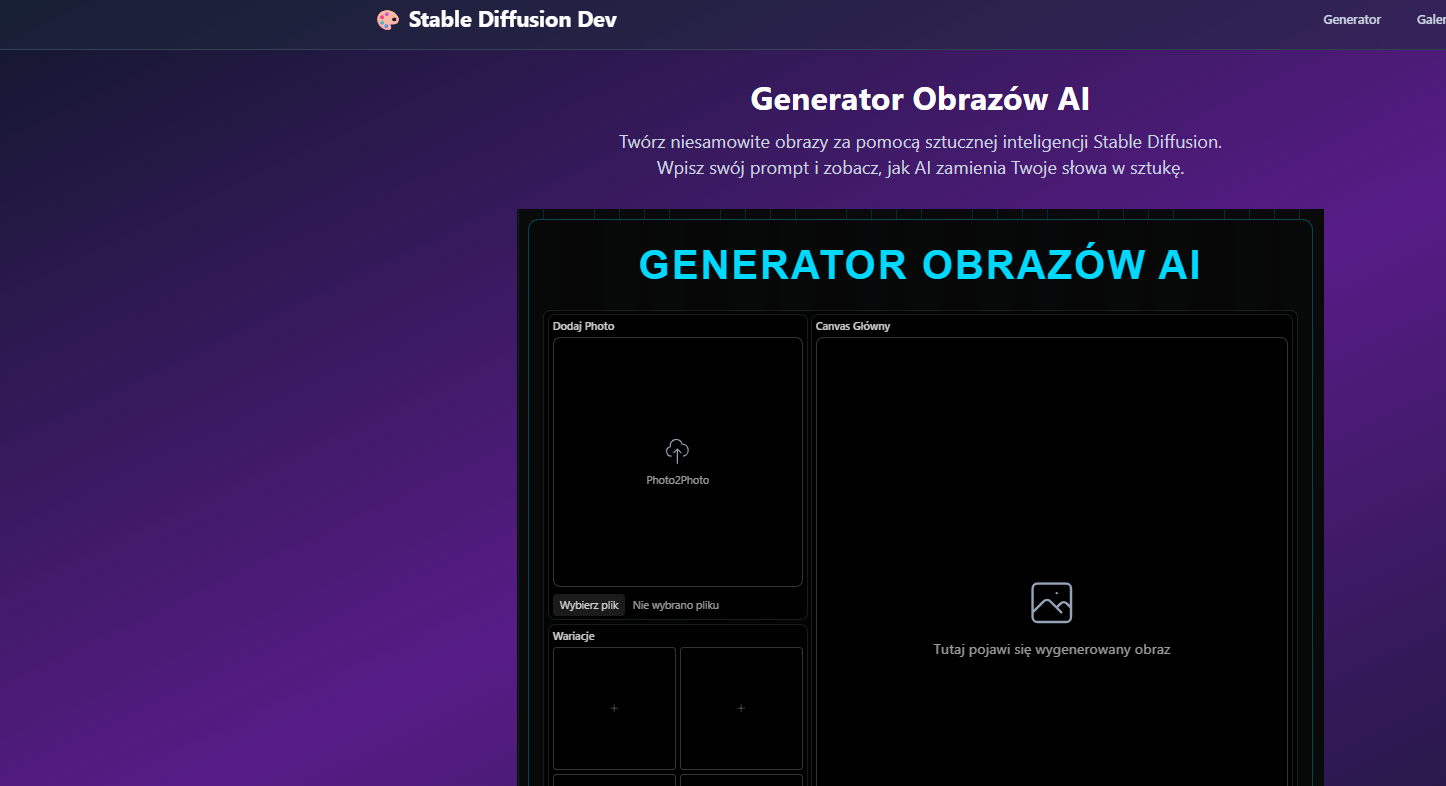 Stable Diffusion Dev
Generator
Galer
Generator Obrazów AI
Twórz niesamowite obrazy za pomocą sztucznej inteligencji Stable Diffusion.
Wpisz swój prompt i zobacz, jak AI zamienia Twoje słowa w sztukę.
GENERATOR OBRAZÓW AI
Dodaj Photo
Photo2Photo
Wybierz plik Nie wybrano pliku
Wariacje
+ +
Canvas Główny
Tutaj pojawi się wygenerowany obraz